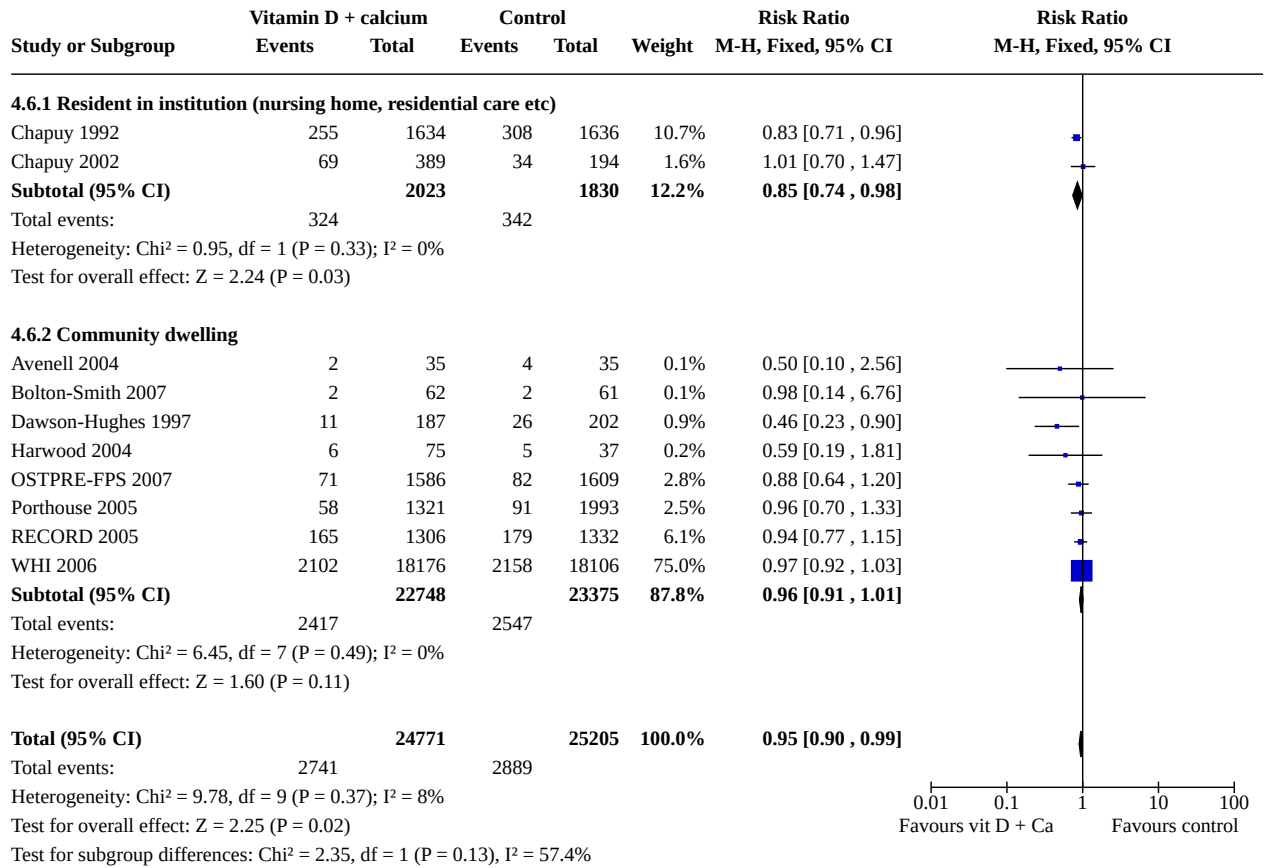 Vitamin D + calcium Control Risk Ratio Risk Ratio
Study or Subgroup Events Total Events Total Weight M-H, Fixed, 95% CI M-H, Fixed, 95% CI
4.6.1 Resident in institution (nursing home, residential care etc)
Chapuy 1992 255 1634 308 1636 10.7% 0.83 [0.71 , 0.96]
Chapuy 2002 69 389 34 194 1.6% 1.01 [0.70 , 1.47]
Subtotal (95% CI) 2023 1830 12.2% 0.85 [0.74 , 0.98]
Total events: 324 342
Heterogeneity: Chi² = 0.95, df = 1 (P = 0.33); I² = 0%
Test for overall effect: Z = 2.24 (P = 0.03)
4.6.2 Community dwelling
Avenell 2004 2 35 4 35 0.1% 0.50 [0.10 , 2.56]
Bolton-Smith 2007 2 62 2 61 0.1% 0.98 [0.14 , 6.76]
Dawson-Hughes 1997 11 187 26 202 0.9% 0.46 [0.23 , 0.90]
Harwood 2004 6 75 5 37 0.2% 0.59 [0.19 , 1.81]
OSTPRE-FPS 2007 71 1586 82 1609 2.8% 0.88 [0.64 , 1.20]
Porthouse 2005 58 1321 91 1993 2.5% 0.96 [0.70 , 1.33]
RECORD 2005 165 1306 179 1332 6.1% 0.94 [0.77 , 1.15]
WHI 2006 2102 18176 2158 18106 75.0% 0.97 [0.92 , 1.03]
Subtotal (95% CI) 22748 23375 87.8% 0.96 [0.91 , 1.01]
Total events: 2417 2547
Heterogeneity: Chi² = 6.45, df = 7 (P = 0.49); I² = 0%
Test for overall effect: Z = 1.60 (P = 0.11)
Total (95% CI) 24771 25205 100.0% 0.95 [0.90 , 0.99]
Total events: 2741 2889
Heterogeneity: Chi² = 9.78, df = 9 (P = 0.37); I² = 8%
0.01 0.1 1 10 100
Test for overall effect: Z = 2.25 (P = 0.02) Favours vit D + Ca Favours control
Test for subgroup differences: Chi² = 2.35, df = 1 (P = 0.13), I² = 57.4%